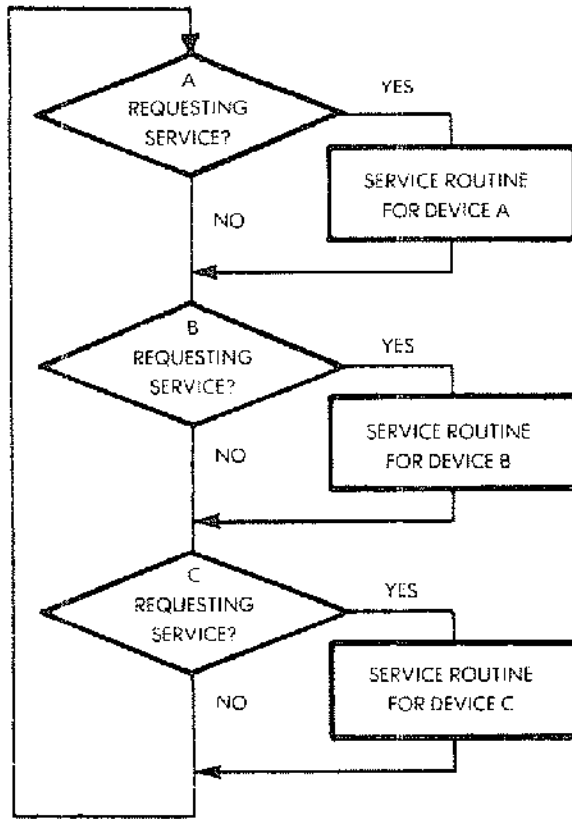 A
REQUESTING
SERVICE?
YES
SERVICE ROUTINE
FOR DEVICE A
NO
B
REQUESTING
SERVICE?
YES
SERVICE ROUTINE
FOR DEVICE B
NO
C
REQUESTING
SERVICE?
YES
SERVICE ROUTINE
FOR DEVICE C
NO